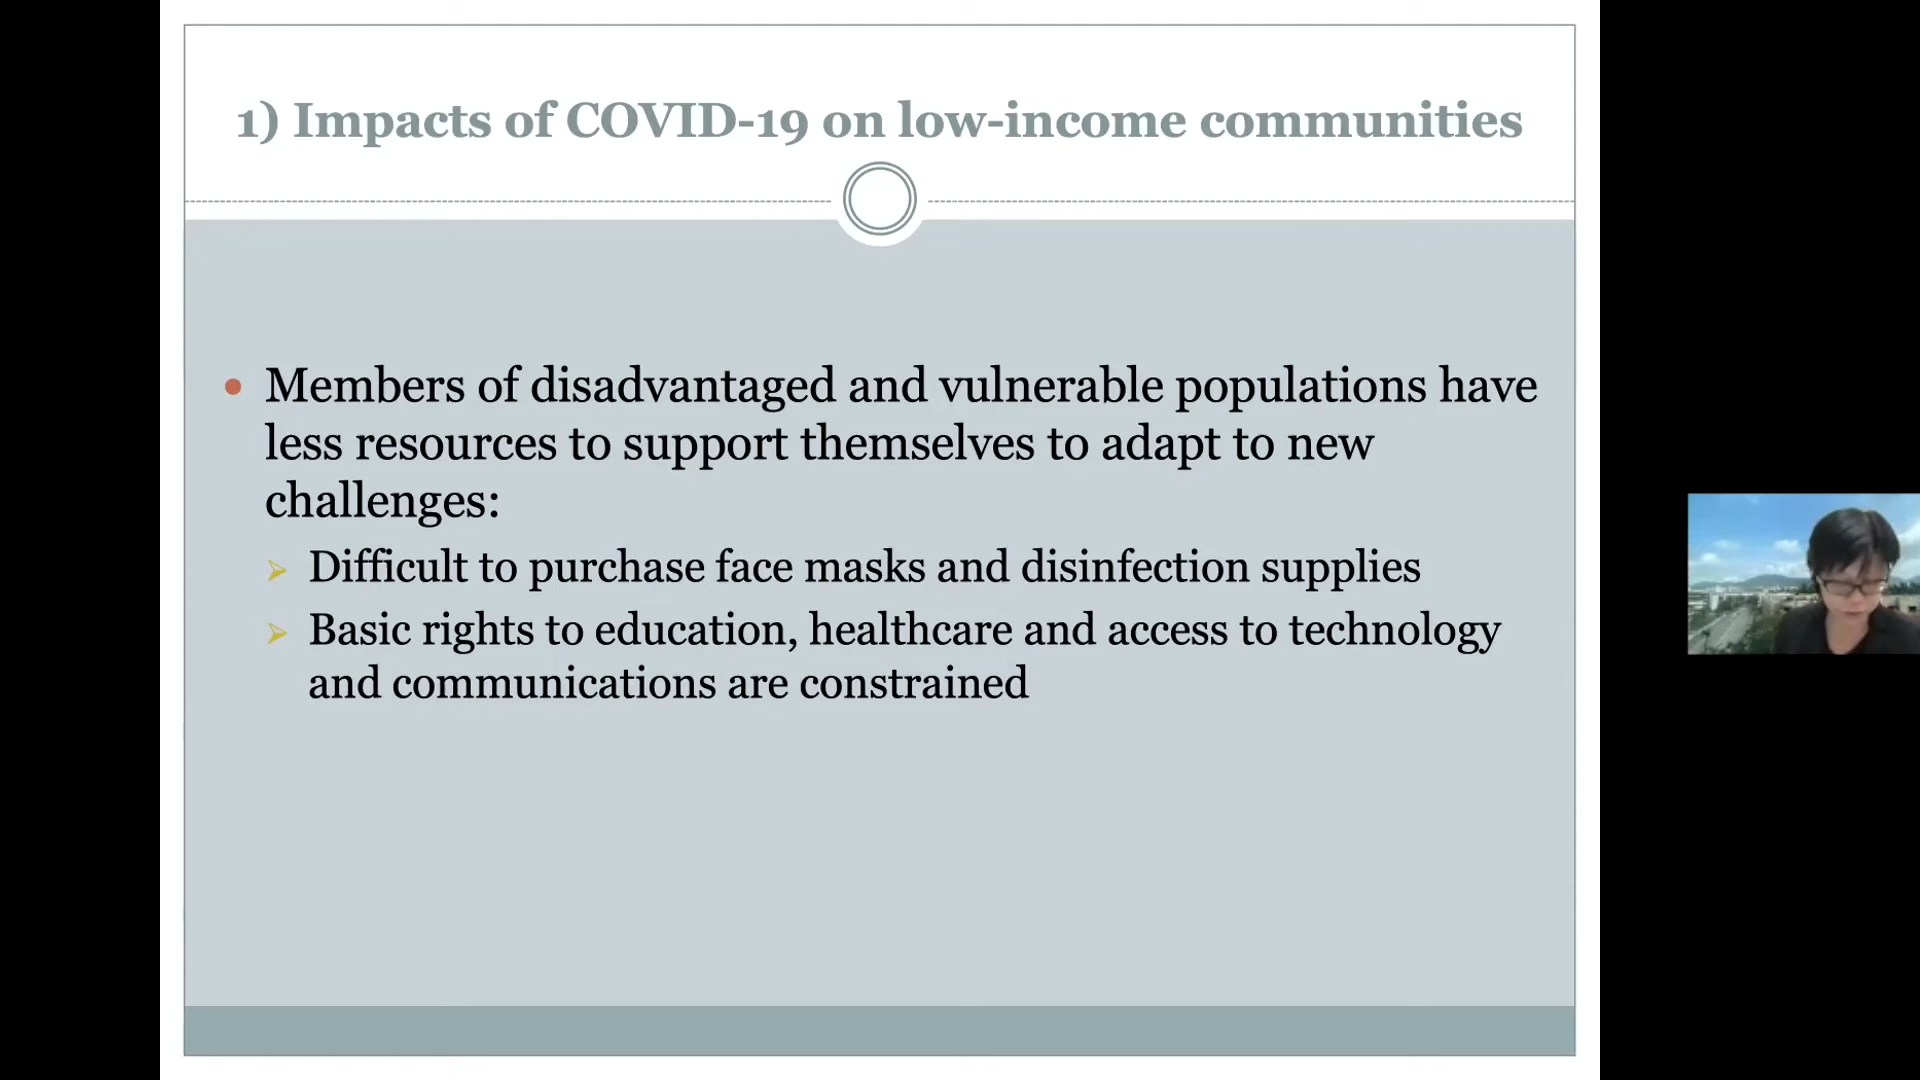 1) Impacts of COVID-19 on low-income communities
Members of disadvantaged and vulnerable populations have
less resources to support themselves to adapt to new
challenges:
Difficult to purchase face masks and disinfection supplies
Basic rights to education, healthcare and access to technology
and communications are constrained